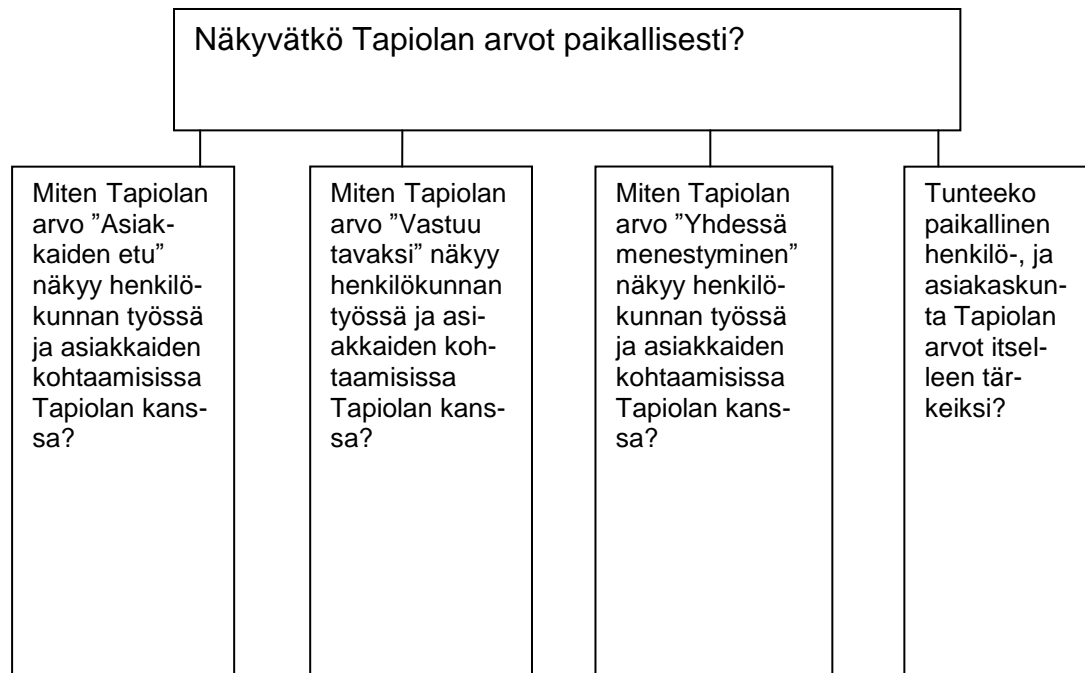 Näkyvätkö Tapiolan arvot paikallisesti?
Miten Tapiolan
arvo ”Asiak-
kaiden etu”
näkyy henkilö-
kunnan työssä
ja asiakkaiden
kohtaamisissa
Tapiolan kans-
sa?
Miten Tapiolan
arvo ”Vastuu
tavaksi” näkyy
henkilökunnan
työssä ja asi-
akkaiden koh-
taamisissa
Tapiolan kans-
sa?
Miten Tapiolan
arvo ”Yhdessä
menestyminen”
näkyy henkilö-
kunnan työssä
ja asiakkaiden
kohtaamisissa
Tapiolan kans-
sa?
Tunteeko
paikallinen
henkilö-, ja
asiakaskun-
ta Tapiolan
arvot itsel-
leen tär-
keiksi?